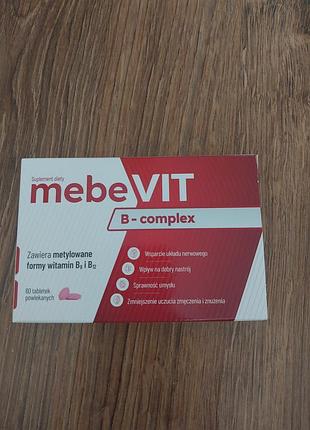 Suplement diety
mebeVIT
B - complex
Zawiera metylowane
formy witamin B₉ i B₁₂
60 tabletek
powlekanych
Wsparcie układu nerwowego
Wpływ na dobry nastrój
Sprawność umysłu
Zmniejszenie uczucia zmęczenia i znużenia